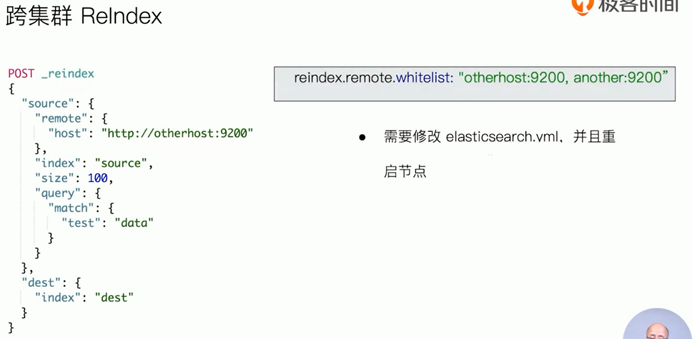 跨集群 ReIndex
极客时间
POST _reindex
{
"source": {
"remote": {
"host": "http://otherhost:9200"
},
"index": "source",
"size": 100,
"query": {
"match": {
"test": "data"
}
}
},
"dest": {
"index": "dest"
}
}
reindex.remote.whitelist: "otherhost:9200, another:9200”
● 需要修改 elasticsearch.yml，并且重
启节点